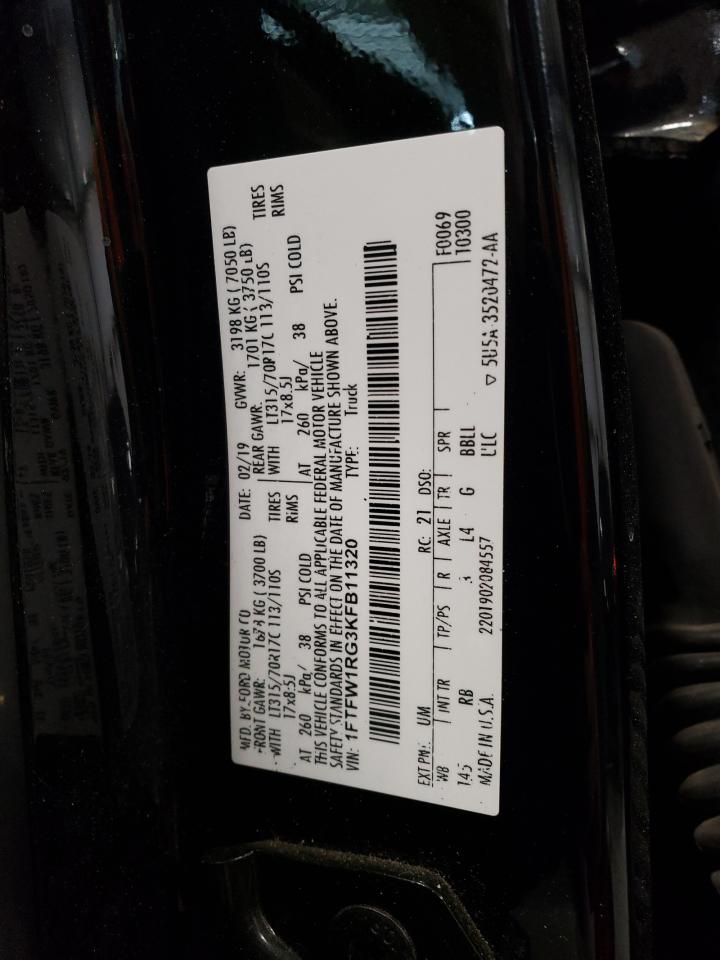 MFD. BY FORD MOTOR CO
DATE: 02/19 GVWR: 3198 KG ( 7050 LB)
FRONT GAWR: 1678 KG (3700 LB) REAR GAWR: 1701 KG ( 3750 LB)
WITH LT315/70R17C 113/110S TIRES WITH LT315/70R17C 113/110S TIRES
17x8.5J RIMS 17x8.5J RIMS
AT 260 kPa/ 38 PSI COLD AT 260 kPa/ 38 PSI COLD
THIS VEHICLE CONFORMS TO ALL APPLICABLE FEDERAL MOTOR VEHICLE
SAFETY STANDARDS IN EFFECT ON THE DATE OF MANUFACTURE SHOWN ABOVE.
VIN: 1FTFW1RG3KFB11320 TYPE: Truck
EXT PNT: UM RC: 21 DSO: F0069
WB INT TR TP/PS R AXLE TR SPR T0300
145 RB 3 L4 G BBLL
MADE IN U.S.A. 2201902084557 ULC ▽ 5U5A-3520472-AA